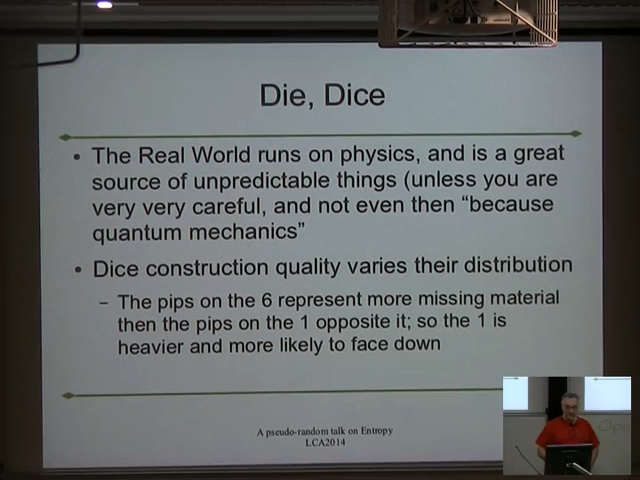 Die, Dice
• The Real World runs on physics, and is a great
source of unpredictable things (unless you are
very very careful, and not even then “because
quantum mechanics”
• Dice construction quality varies their distribution
– The pips on the 6 represent more missing material
then the pips on the 1 opposite it; so the 1 is
heavier and more likely to face down
A pseudo-random talk on Entropy
LCA2014
Ope